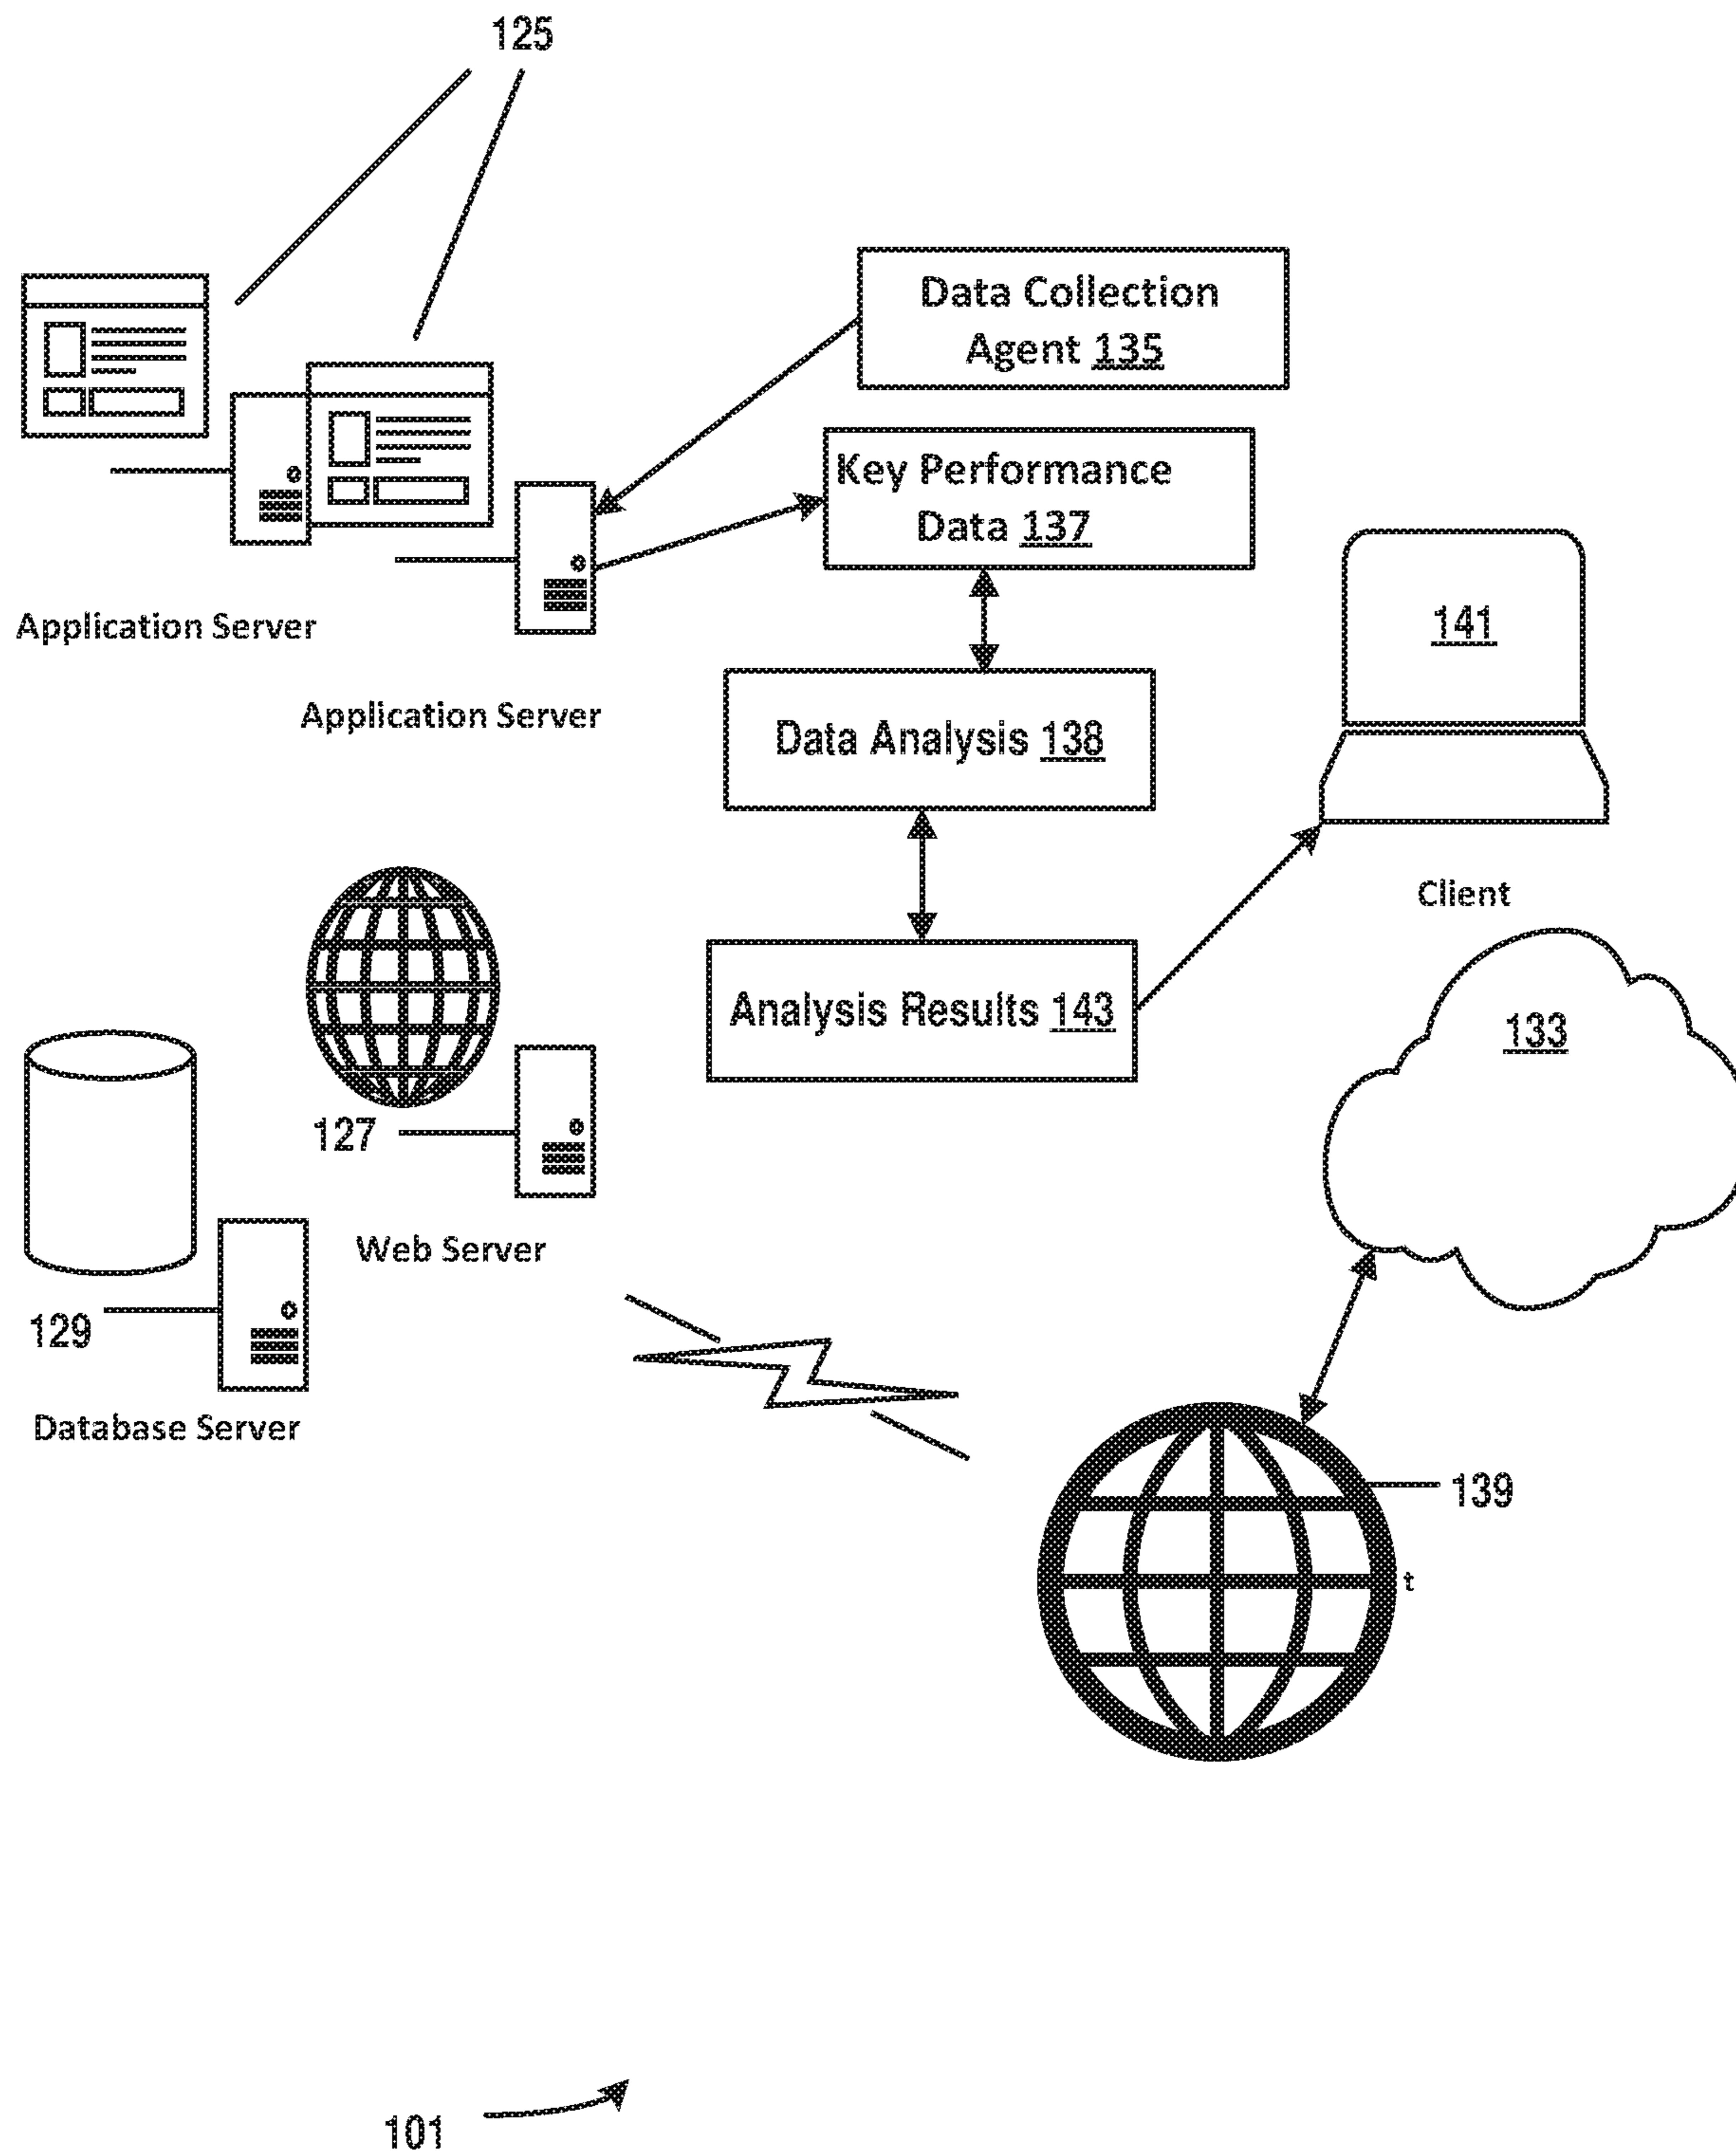 125
Data Collection
Agent 135
Key Performance
Data 137
141
Application Server
Application Server
Data Analysis 138
Client
Analysis Results 143
133
127
Web Server
129
Database Server
139
t
101